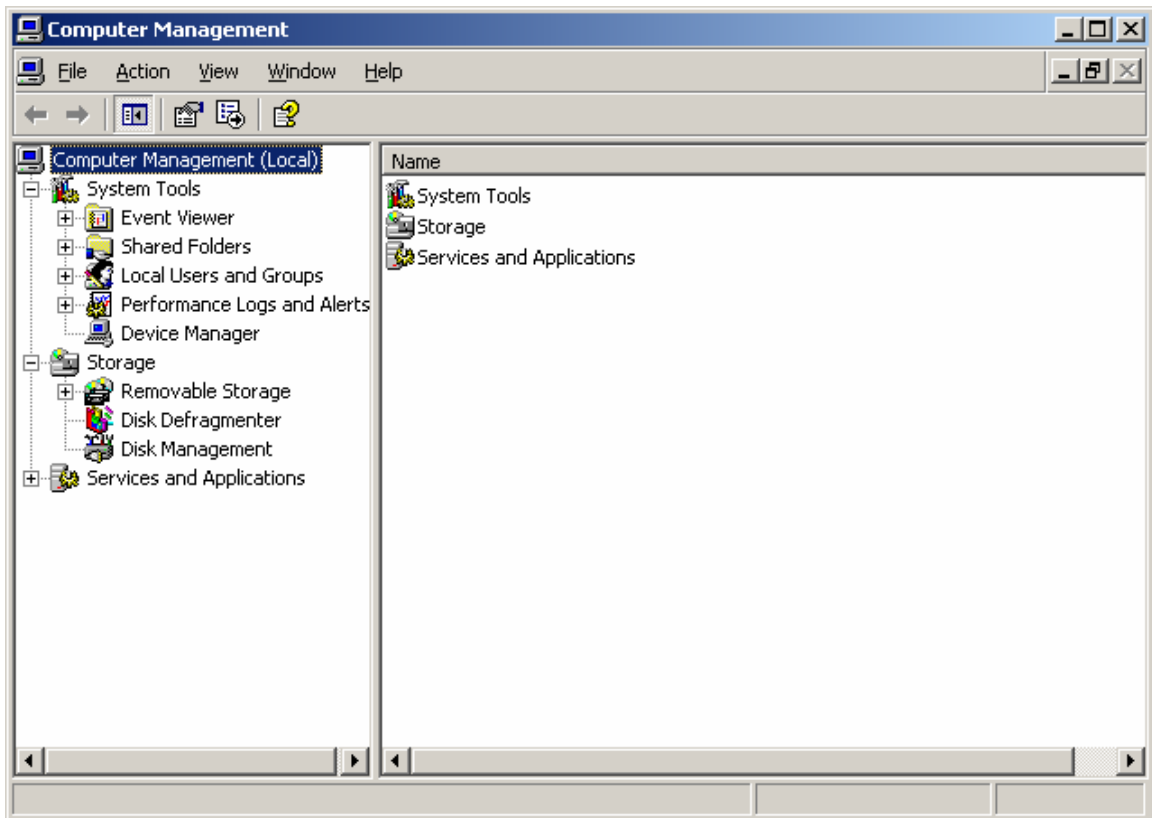 Computer Management
File Action View Window Help
Computer Management (Local)
System Tools
Event Viewer
Shared Folders
Local Users and Groups
Performance Logs and Alerts
Device Manager
Storage
Removable Storage
Disk Defragmenter
Disk Management
Services and Applications
Name
System Tools
Storage
Services and Applications